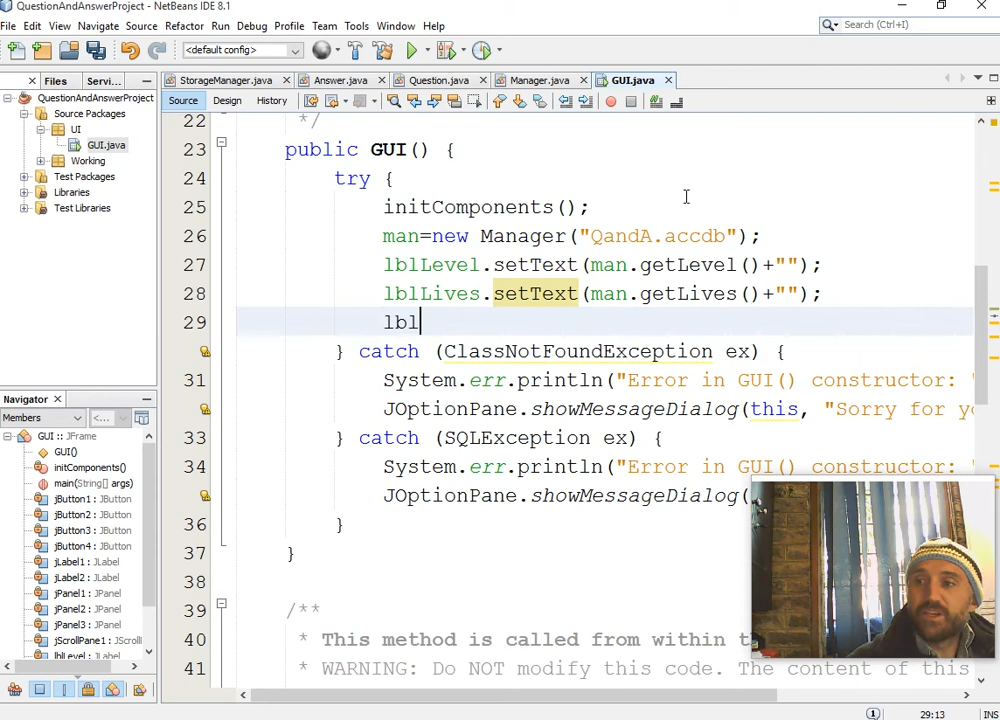 QuestionAndAnswerProject - NetBeans IDE 8.1
File Edit View Navigate Source Refactor Run Debug Profile Team Tools Window Help
Search (Ctrl+I)
<default config>
Files Servi...
StorageManager.java Answer.java Question.java Manager.java GUI.java
Source Design History
QuestionAndAnswerProject
Source Packages
UI
GUI.java
Working
Test Packages
Libraries
Test Libraries
22 */
23 public GUI() {
24 try {
25 initComponents();
26 man=new Manager("QandA.accdb");
27 lblLevel.setText(man.getLevel()+"");
28 lblLives.setText(man.getLives()+"");
29 lbl
} catch (ClassNotFoundException ex) {
31 System.err.println("Error in GUI() constructor: "
JOptionPane.showMessageDialog(this, "Sorry for yo
33 } catch (SQLException ex) {
34 System.err.println("Error in GUI() constructor: "
JOptionPane.showMessageDialog(
36 }
37 }
38
39 /**
40 * This method is called from within t
41 * WARNING: Do NOT modify this code. The content of this
Navigator
Members <...
GUI :: JFrame
GUI()
initComponents()
main(String[] args)
jButton1 : JButton
jButton2 : JButton
jButton3 : JButton
jButton4 : JButton
jLabel1 : JLabel
jLabel2 : JLabel
jPanel1 : JPanel
jPanel2 : JPanel
jPanel3 : JPanel
jScrollPane1 : JScrol
lblLevel : JLabel
29:13 INS